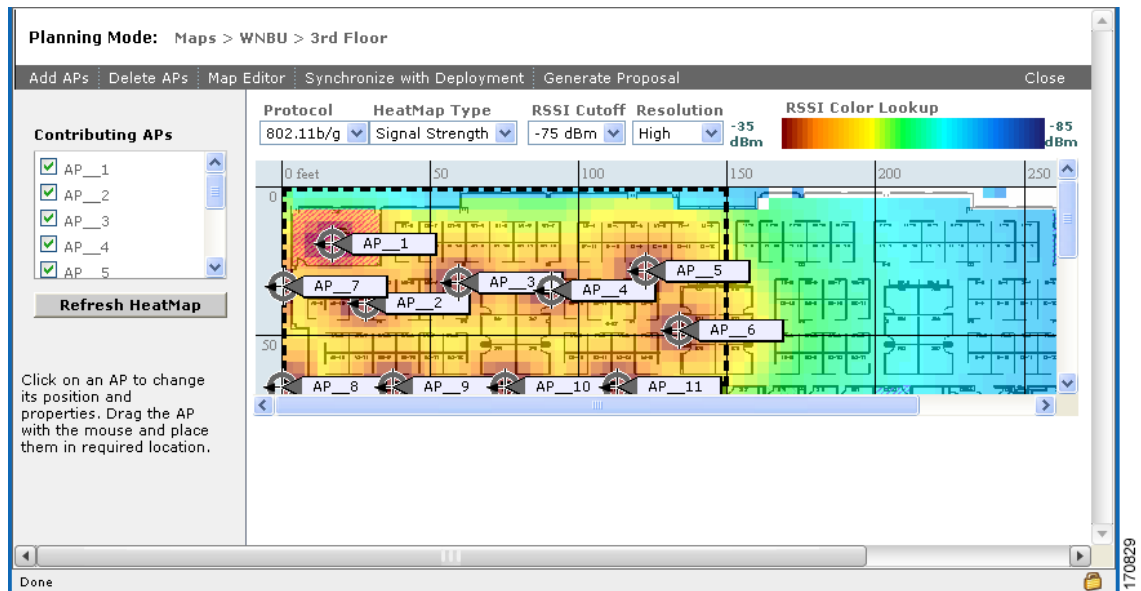 Planning Mode: Maps > WNBU > 3rd Floor
Add APs Delete APs Map Editor Synchronize with Deployment Generate Proposal Close
Protocol HeatMap Type RSSI Cutoff Resolution RSSI Color Lookup
802.11b/g Signal Strength -75 dBm High -35 dBm -85 dBm
Contributing APs
AP__1
AP__2
AP__3
AP__4
AP__5
Refresh HeatMap
Click on an AP to change
its position and
properties. Drag the AP
with the mouse and place
them in required location.
0 feet 50 100 150 200 250
0
AP__1
AP__5
AP__7
AP__2
AP__3
AP__4
AP__6
50
AP__8 AP__9 AP__10 AP__11
Done
170829